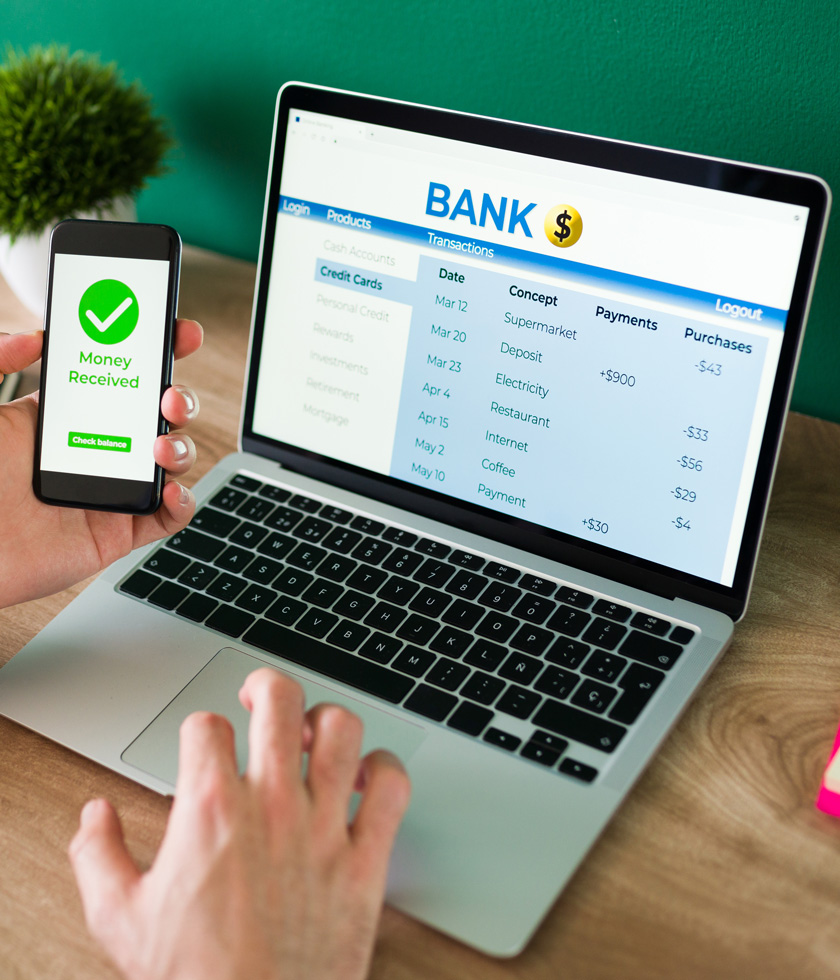 BANK $
Login Products Transactions Logout
Cash Accounts
Credit Cards
Personal Credit
Rewards
Investments
Retirement
Mortgage
Date Concept Payments Purchases
Mar 12 Supermarket -$43
Mar 20 Deposit +$900
Mar 23 Electricity -$33
Apr 4 Restaurant -$56
Apr 15 Internet -$29
May 2 Coffee -$4
May 10 Payment +$30
Money
Received
Check balance
Q W E R T Y U I O P
A S D F G H J K L Ñ
Z X C V B N M